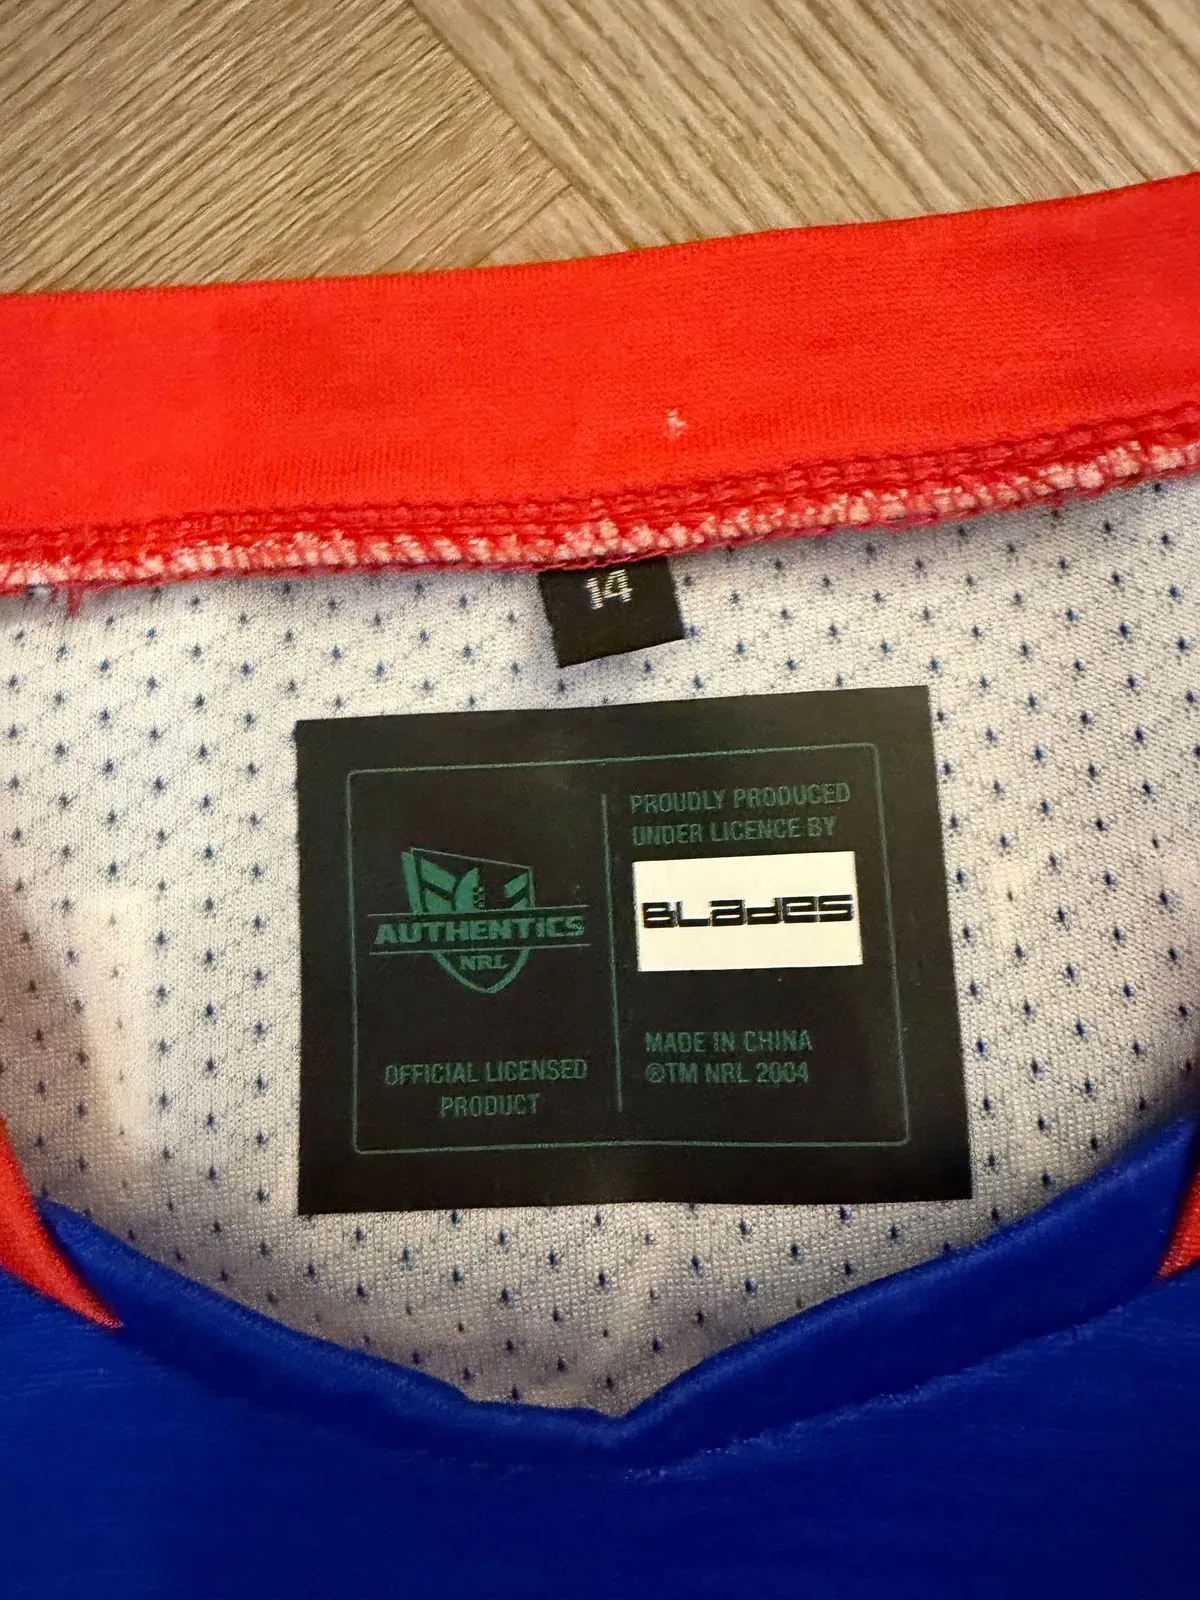 14
AUTHENTICS
NRL
OFFICIAL LICENSED
PRODUCT
PROUDLY PRODUCED
UNDER LICENCE BY
BLades
MADE IN CHINA
©TM NRL 2004